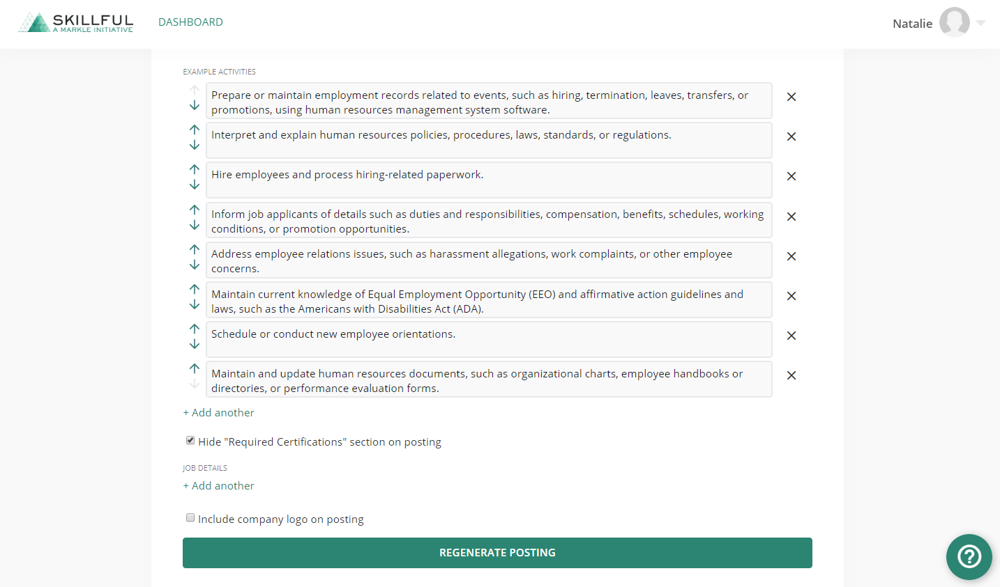 SKILLFUL
A MARKLE INITIATIVE
DASHBOARD
Natalie
EXAMPLE ACTIVITIES
Prepare or maintain employment records related to events, such as hiring, termination, leaves, transfers, or
promotions, using human resources management system software.
Interpret and explain human resources policies, procedures, laws, standards, or regulations.
Hire employees and process hiring-related paperwork.
Inform job applicants of details such as duties and responsibilities, compensation, benefits, schedules, working
conditions, or promotion opportunities.
Address employee relations issues, such as harassment allegations, work complaints, or other employee
concerns.
Maintain current knowledge of Equal Employment Opportunity (EEO) and affirmative action guidelines and
laws, such as the Americans with Disabilities Act (ADA).
Schedule or conduct new employee orientations.
Maintain and update human resources documents, such as organizational charts, employee handbooks or
directories, or performance evaluation forms.
+ Add another
Hide "Required Certifications" section on posting
JOB DETAILS
+ Add another
Include company logo on posting
REGENERATE POSTING
?